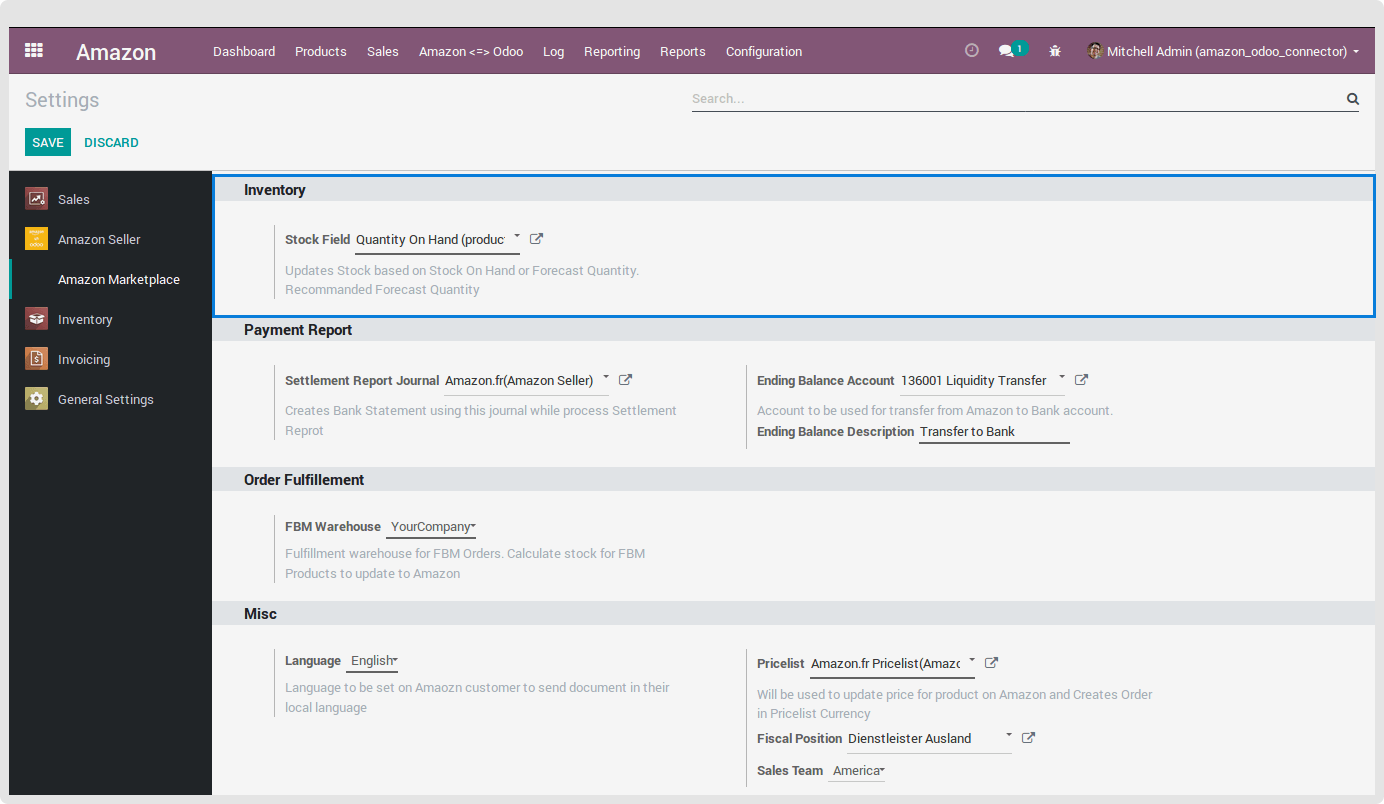 Amazon Dashboard Products Sales Amazon <=> Odoo Log Reporting Reports Configuration 1 Mitchell Admin (amazon_odoo_connector)
Settings Search...
SAVE DISCARD
Sales
Amazon Seller
Amazon Marketplace
Inventory
Invoicing
General Settings
Inventory
Stock Field Quantity On Hand (produc
Updates Stock based on Stock On Hand or Forecast Quantity.
Recommanded Forecast Quantity
Payment Report
Settlement Report Journal Amazon.fr(Amazon Seller)
Creates Bank Statement using this journal while process Settlement
Reprot
Ending Balance Account 136001 Liquidity Transfer
Account to be used for transfer from Amazon to Bank account.
Ending Balance Description Transfer to Bank
Order Fulfillement
FBM Warehouse YourCompany
Fulfillment warehouse for FBM Orders. Calculate stock for FBM
Products to update to Amazon
Misc
Language English
Language to be set on Amaozn customer to send document in their
local language
Pricelist Amazon.fr Pricelist(Amazo
Will be used to update price for product on Amazon and Creates Order
in Pricelist Currency
Fiscal Position Dienstleister Ausland
Sales Team America